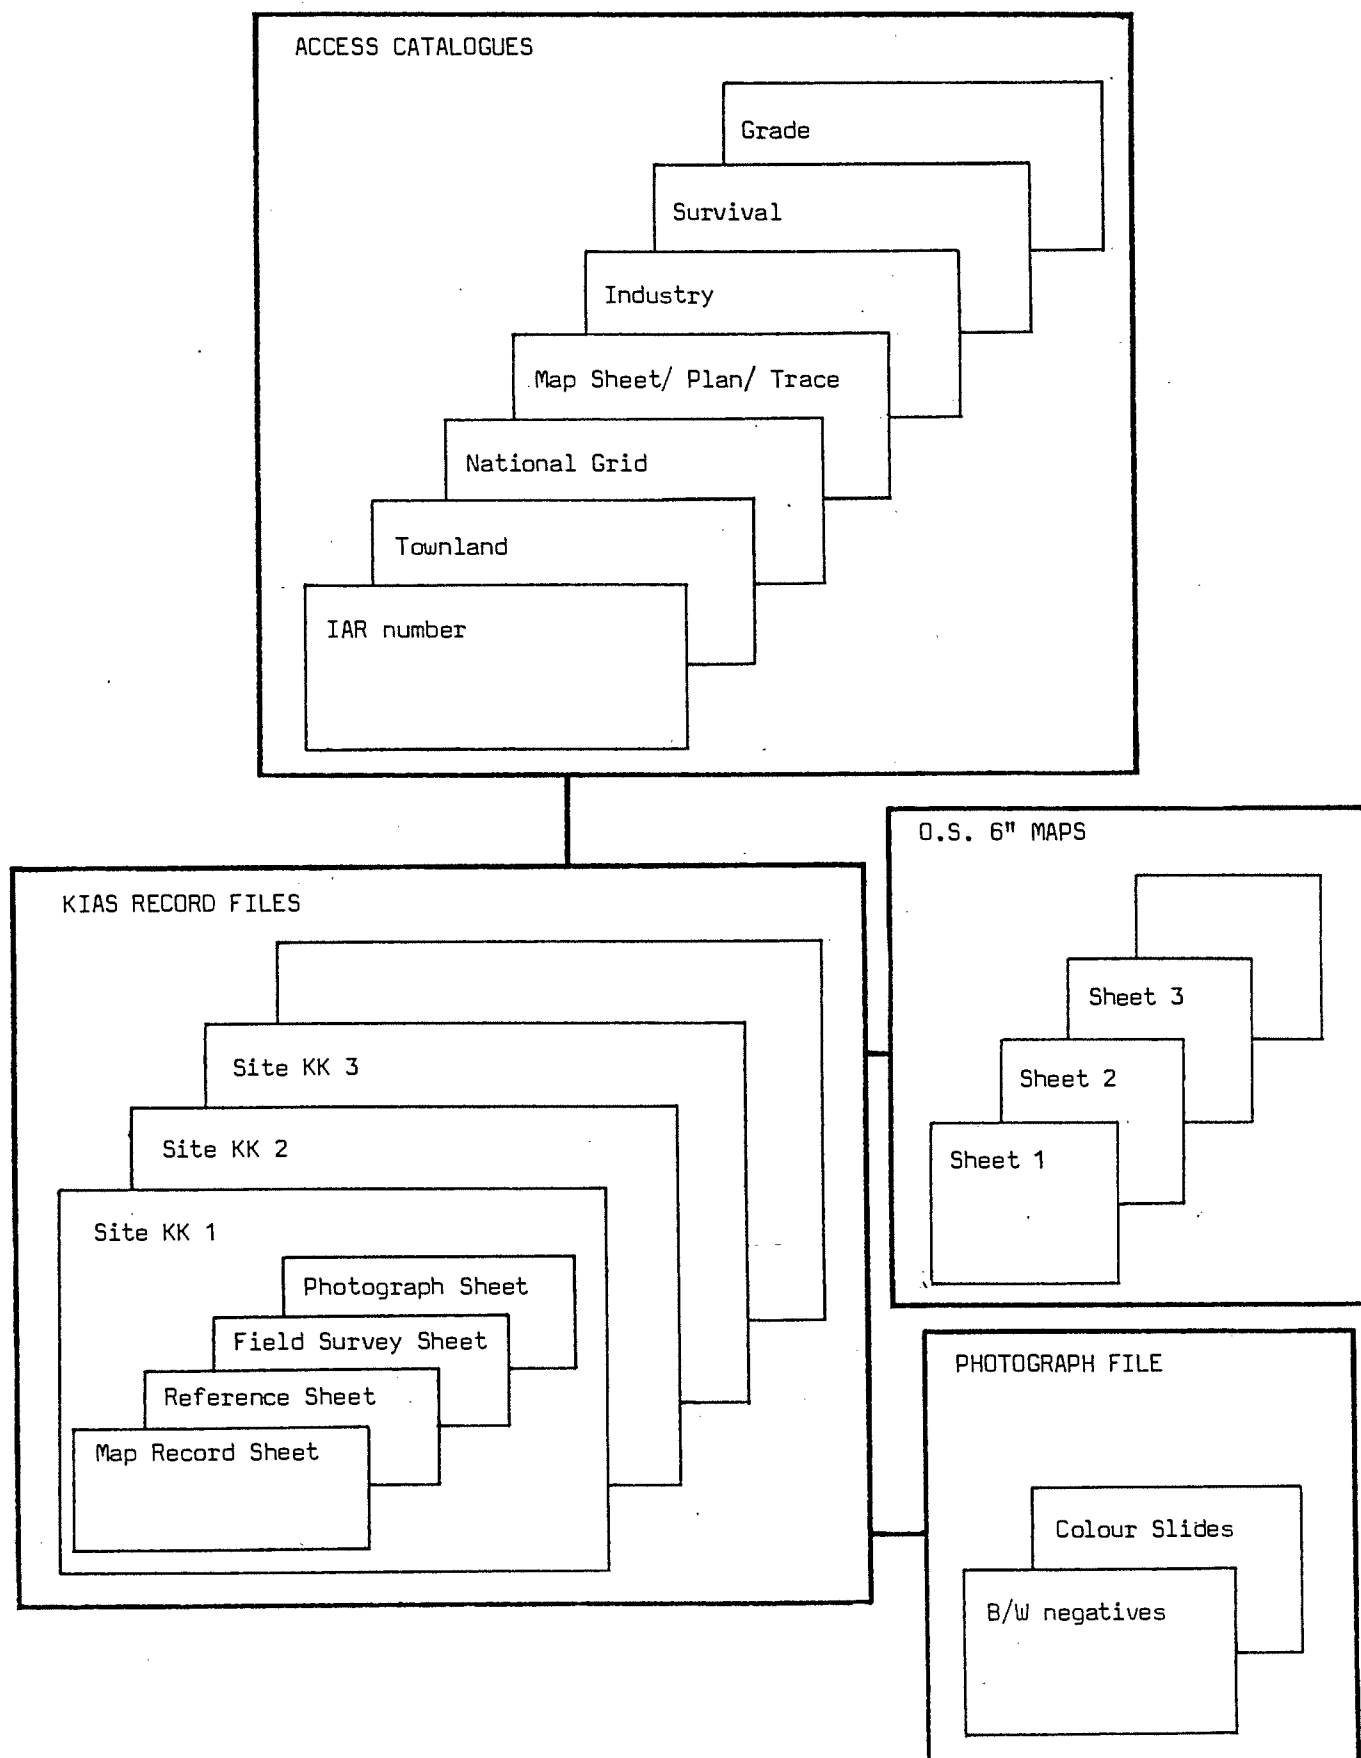 ACCESS CATALOGUES
Grade
Survival
Industry
Map Sheet/ Plan/ Trace
National Grid
Townland
IAR number
O.S. 6" MAPS
Sheet 3
Sheet 2
Sheet 1
KIAS RECORD FILES
Site KK 3
Site KK 2
Site KK 1
Photograph Sheet
Field Survey Sheet
Reference Sheet
Map Record Sheet
PHOTOGRAPH FILE
Colour Slides
B/W negatives